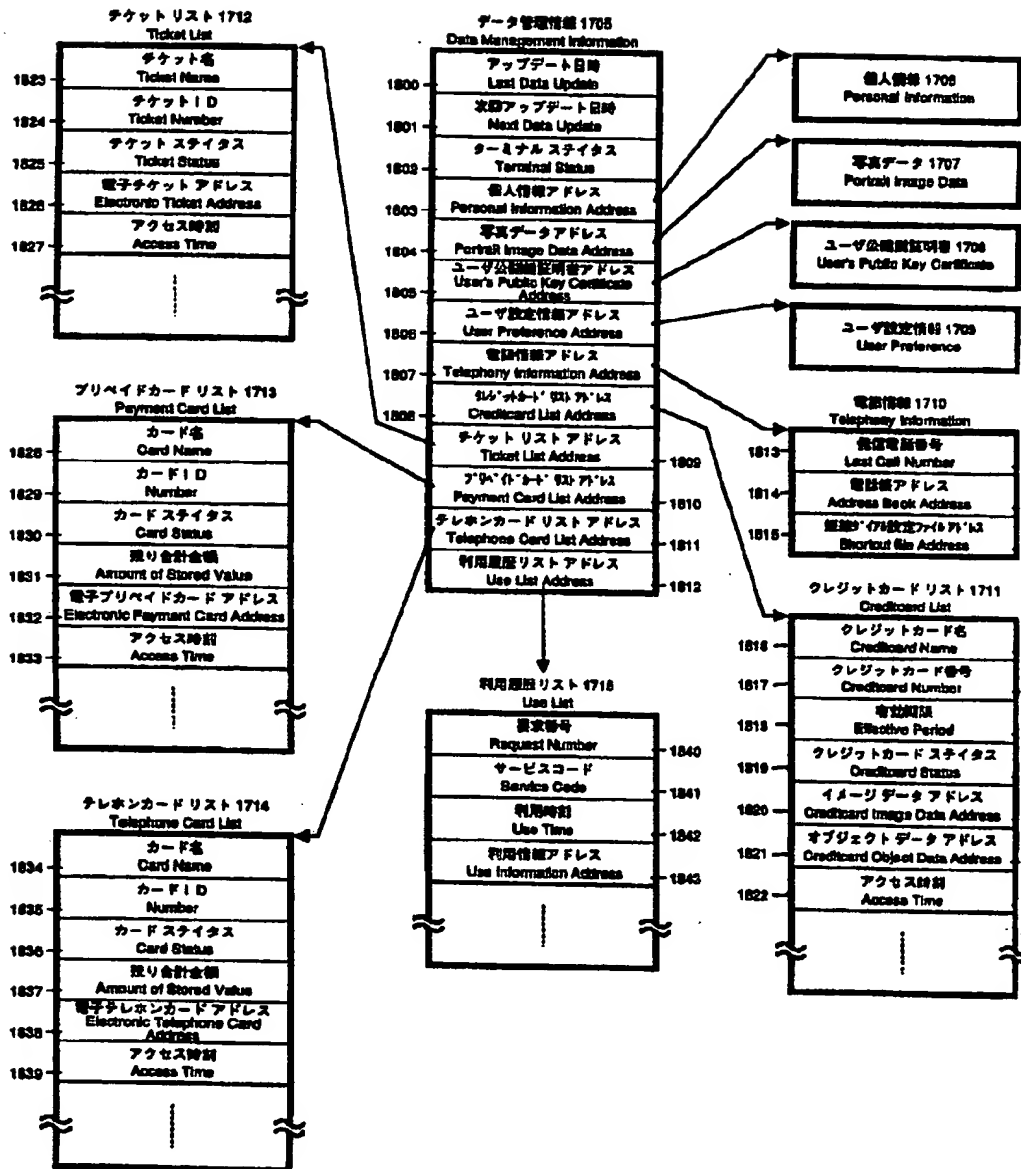 チケット リスト 1712
Ticket List
チケット名
Ticket Name
1823
チケットID
Ticket Number
1824
チケット ステイタス
Ticket Status
1825
電子チケット アドレス
Electronic Ticket Address
1826
アクセス時刻
Access Time
1827
プリペイドカード リスト 1713
Payment Card List
カード名
Card Name
1828
カードID
Number
1829
カード ステイタス
Card Status
1830
残り合計金額
Amount of Stored Value
1831
電子プリペイドカード アドレス
Electronic Payment Card Address
1832
アクセス時刻
Access Time
1833
テレホンカード リスト 1714
Telephone Card List
カード名
Card Name
1834
カードID
Number
1835
カード ステイタス
Card Status
1836
残り合計金額
Amount of Stored Value
1837
電子テレホンカード アドレス
Electronic Telephone Card
Address
1838
アクセス時刻
Access Time
1839
データ管理情報 1705
Data Management Information
アップデート日時
Last Data Update
1800
次回アップデート日時
Next Data Update
1801
ターミナル ステイタス
Terminal Status
1802
個人情報アドレス
Personal Information Address
1803
写真データアドレス
Portrait Image Data Address
1804
ユーザ公開鍵証明書アドレス
User's Public Key Certificate
Address
1805
ユーザ設定情報アドレス
User Preference Address
1806
電話情報アドレス
Telephony Information Address
1807
クレジットカード リスト アドレス
Creditcard List Address
1808
チケット リスト アドレス
Ticket List Address
1809
プリペイドカード リスト アドレス
Payment Card List Address
1810
テレホンカード リスト アドレス
Telephone Card List Address
1811
利用履歴リスト アドレス
Use List Address
1812
利用履歴リスト 1715
Use List
要求番号
Request Number
1840
サービスコード
Service Code
1841
利用時刻
Use Time
1842
利用情報アドレス
Use Information Address
1843
個人情報 1706
Personal Information
写真データ 1707
Portrait Image Data
ユーザ公開鍵証明書 1708
User's Public Key Certificate
ユーザ設定情報 1709
User Preference
電話情報 1710
Telephony Information
発信電話番号
Last Call Number
1813
電話帳アドレス
Address Book Address
1814
短縮ダイアル設定ファイルアドレス
Shortcut file Address
1815
クレジットカード リスト 1711
Creditcard List
クレジットカード名
Creditcard Name
1816
クレジットカード番号
Creditcard Number
1817
有効期限
Effective Period
1818
クレジットカード ステイタス
Creditcard Status
1819
イメージ データ アドレス
Creditcard Image Data Address
1820
オブジェクト データ アドレス
Creditcard Object Data Address
1821
アクセス時刻
Access Time
1822